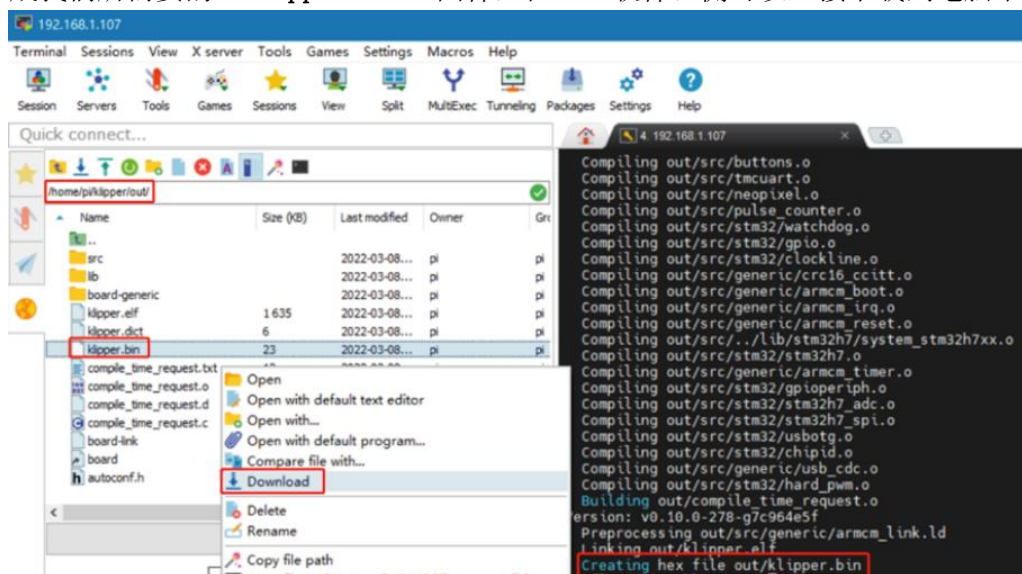 192.168.1.107
Terminal Sessions View X server Tools Games Settings Macros Help
Session Servers Tools Games Sessions View Split MultiExec Tunneling Packages Settings Help
Quick connect...
4. 192.168.1.107
/home/pi/klipper/out/
Name Size (KB) Last modified Owner Gr
..
src 2022-03-08... pi pi
lib 2022-03-08... pi pi
board-generic 2022-03-08... pi pi
klipper.elf 1 635 2022-03-08... pi pi
klipper.dict 6 2022-03-08... pi pi
klipper.bin 23 2022-03-08... pi pi
compile_time_request.txt
compile_time_request.o
compile_time_request.d
compile_time_request.c
board-link
board
autoconf.h
Open
Open with default text editor
Open with...
Open with default program...
Compare file with...
Download
Delete
Rename
Copy file path
Compiling out/src/buttons.o
Compiling out/src/tmcuart.o
Compiling out/src/neopixel.o
Compiling out/src/pulse_counter.o
Compiling out/src/stm32/watchdog.o
Compiling out/src/stm32/gpio.o
Compiling out/src/stm32/clockline.o
Compiling out/src/generic/crc16_ccitt.o
Compiling out/src/generic/armcm_boot.o
Compiling out/src/generic/armcm_irq.o
Compiling out/src/generic/armcm_reset.o
Compiling out/src/../lib/stm32h7/system_stm32h7xx.o
Compiling out/src/stm32/stm32h7.o
Compiling out/src/generic/armcm_timer.o
Compiling out/src/stm32/gpioperiph.o
Compiling out/src/stm32/stm32h7_adc.o
Compiling out/src/stm32/stm32h7_spi.o
Compiling out/src/stm32/usbotg.o
Compiling out/src/stm32/chipid.o
Compiling out/src/generic/usb_cdc.o
Compiling out/src/stm32/hard_pwm.o
Building out/compile_time_request.o
ersion: v0.10.0-278-g7c964e5f
Preprocessing out/src/generic/armcm_link.ld
Linking out/klipper.elf
Creating hex file out/klipper.bin